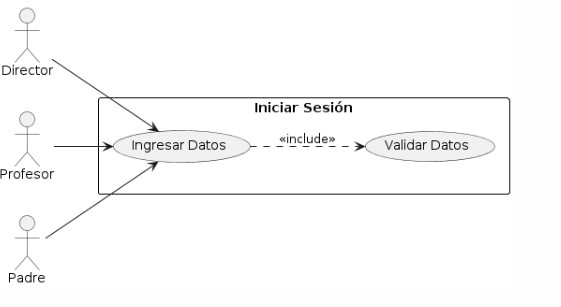 Director
Iniciar Sesión
Profesor
Ingresar Datos
«include»
Validar Datos
Padre